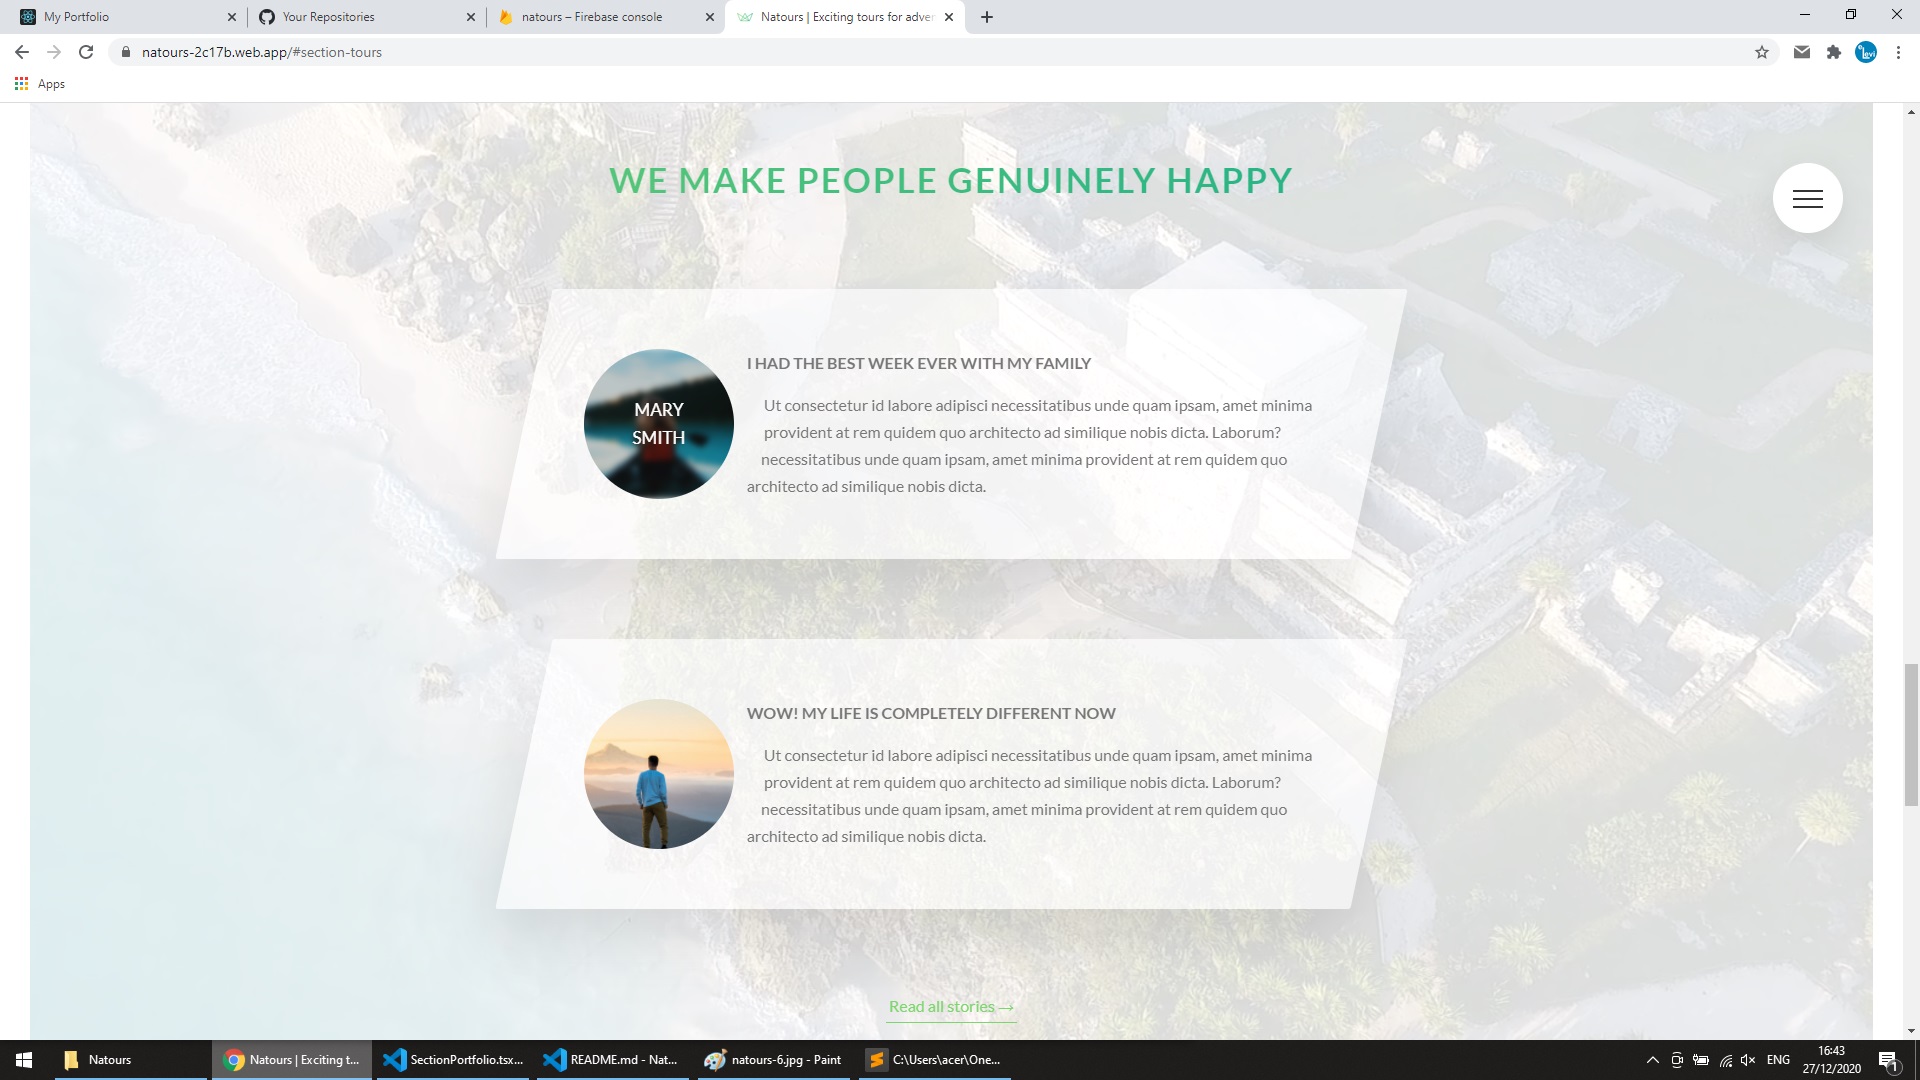 My Portfolio
Your Repositories
natours – Firebase console
Natours | Exciting tours for adver
natours-2c17b.web.app/#section-tours
Apps
WE MAKE PEOPLE GENUINELY HAPPY
I HAD THE BEST WEEK EVER WITH MY FAMILY
MARY
SMITH
Ut consectetur id labore adipisci necessitatibus unde quam ipsam, amet minima
provident at rem quidem quo architecto ad similique nobis dicta. Laborum?
necessitatibus unde quam ipsam, amet minima provident at rem quidem quo
architecto ad similique nobis dicta.
WOW! MY LIFE IS COMPLETELY DIFFERENT NOW
Ut consectetur id labore adipisci necessitatibus unde quam ipsam, amet minima
provident at rem quidem quo architecto ad similique nobis dicta. Laborum?
necessitatibus unde quam ipsam, amet minima provident at rem quidem quo
architecto ad similique nobis dicta.
Read all stories →
Natours
Natours | Exciting t...
SectionPortfolio.tsx...
README.md - Nat...
natours-6.jpg - Paint
C:\Users\acer\One...
ENG
16:43
27/12/2020
1